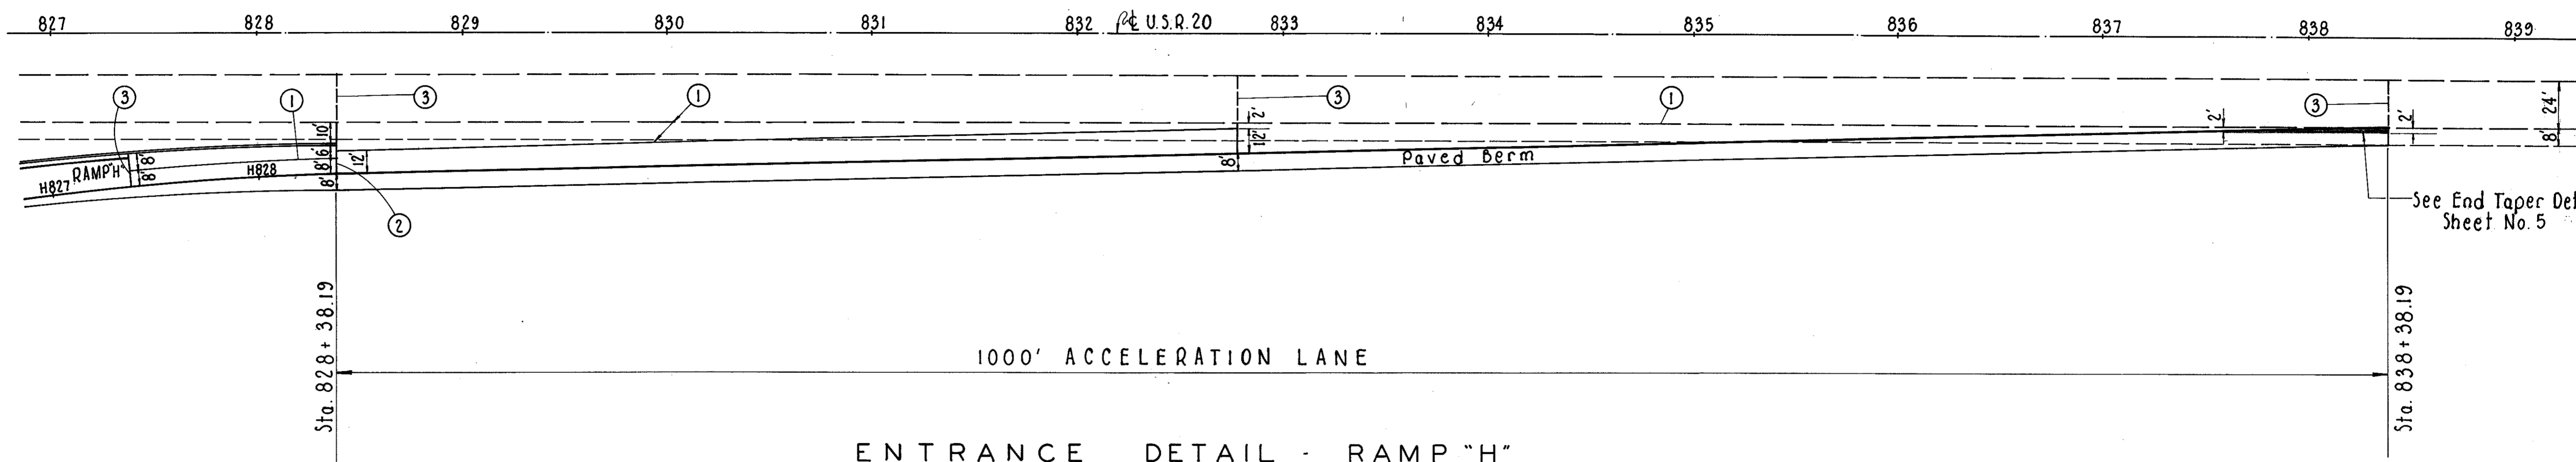 827 828 829 830 831 832 ℄ U.S.R.20 833 834 835 836 837 838 839
3 1 3 1 3 1 3
10' 2' 2' 2' 24'
8' 8' 6' 8' 12' 8' 12' 8' 8'
RAMP "H"
H827 H828
2
Paved Berm
See End Taper Det
Sheet No. 5
Sta. 828 + 38.19
Sta. 838 + 38.19
1000' ACCELERATION LANE
ENTRANCE DETAIL - RAMP "H"